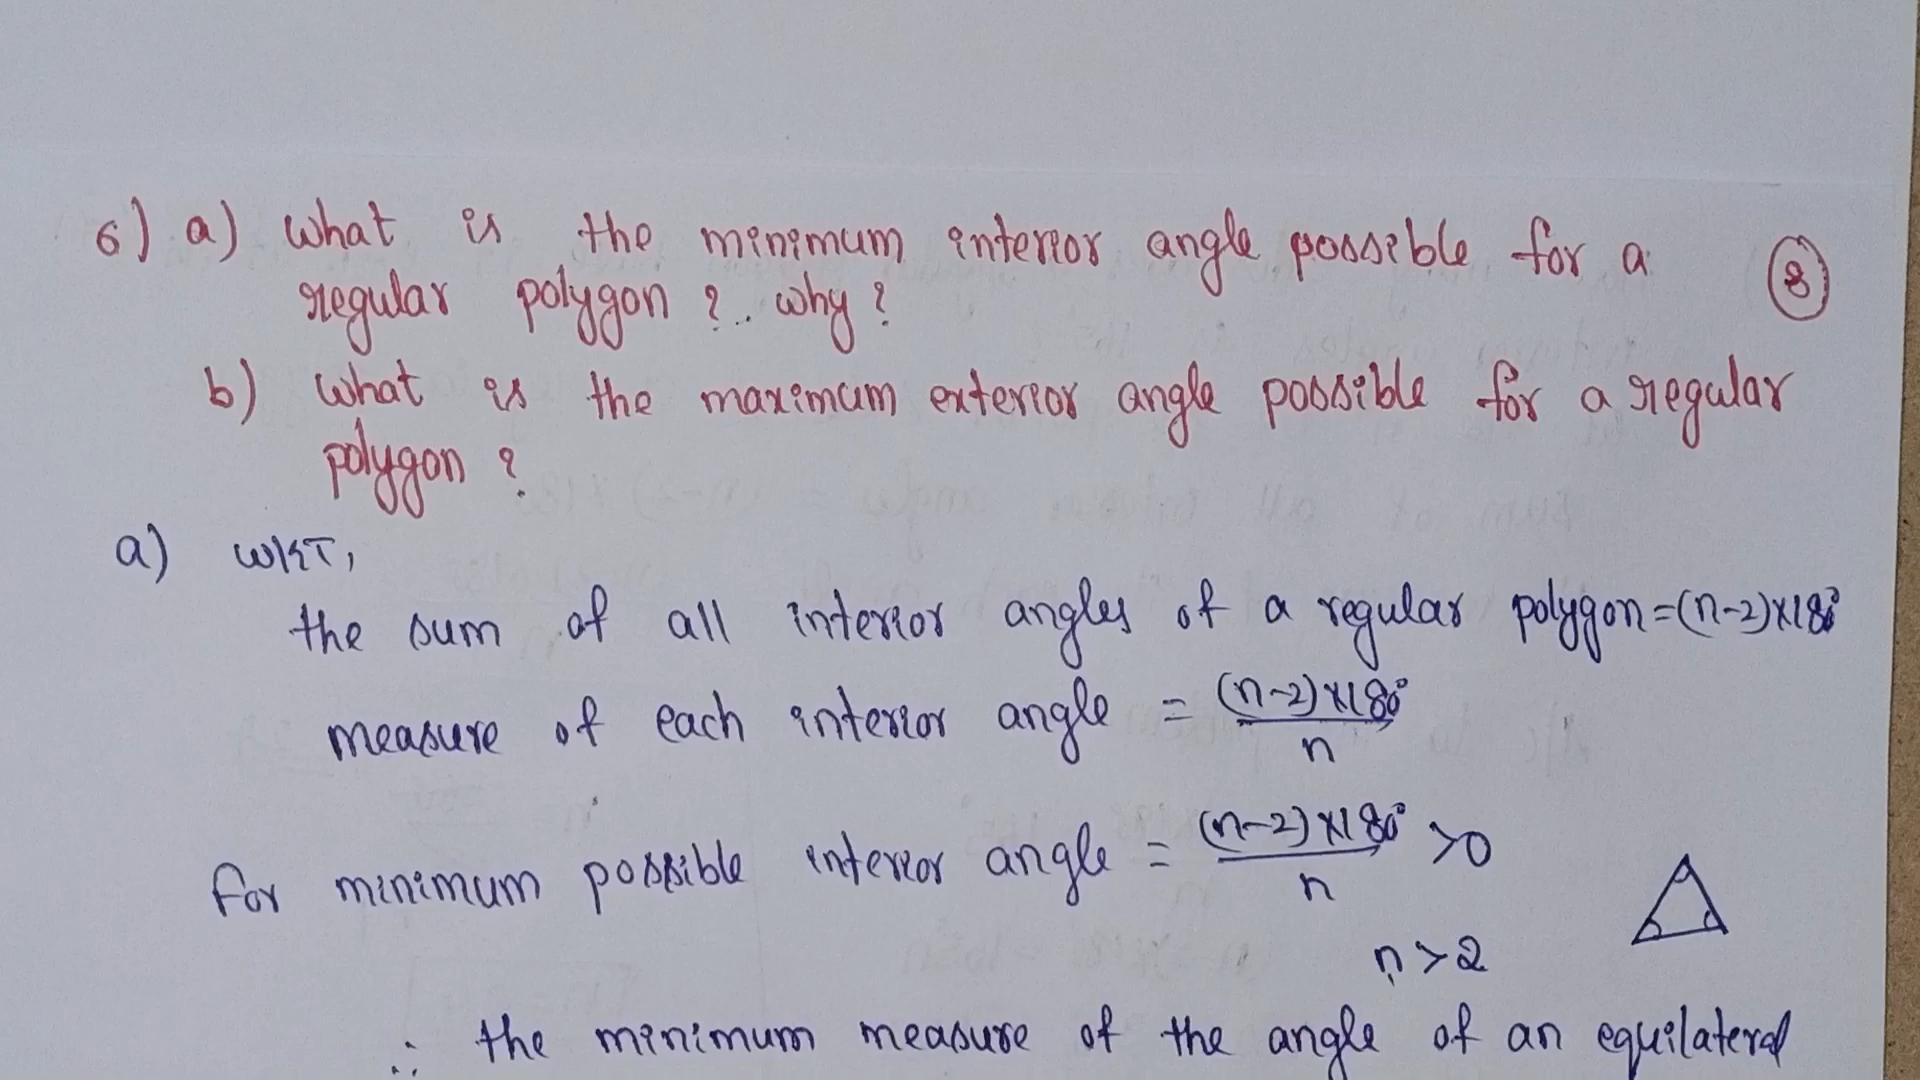 6) a) What is the minimum interior angle possible for a
regular polygon ? why ?
8
b) What is the maximum exterior angle possible for a regular
polygon ?
a) WKT,
the sum of all interior angles of a regular polygon = (n-2)×180°
measure of each interior angle = (n-2)×180° / n
For minimum possible interior angle = (n-2)×180° / n >0
n>2
∴ the minimum measure of the angle of an equilateral